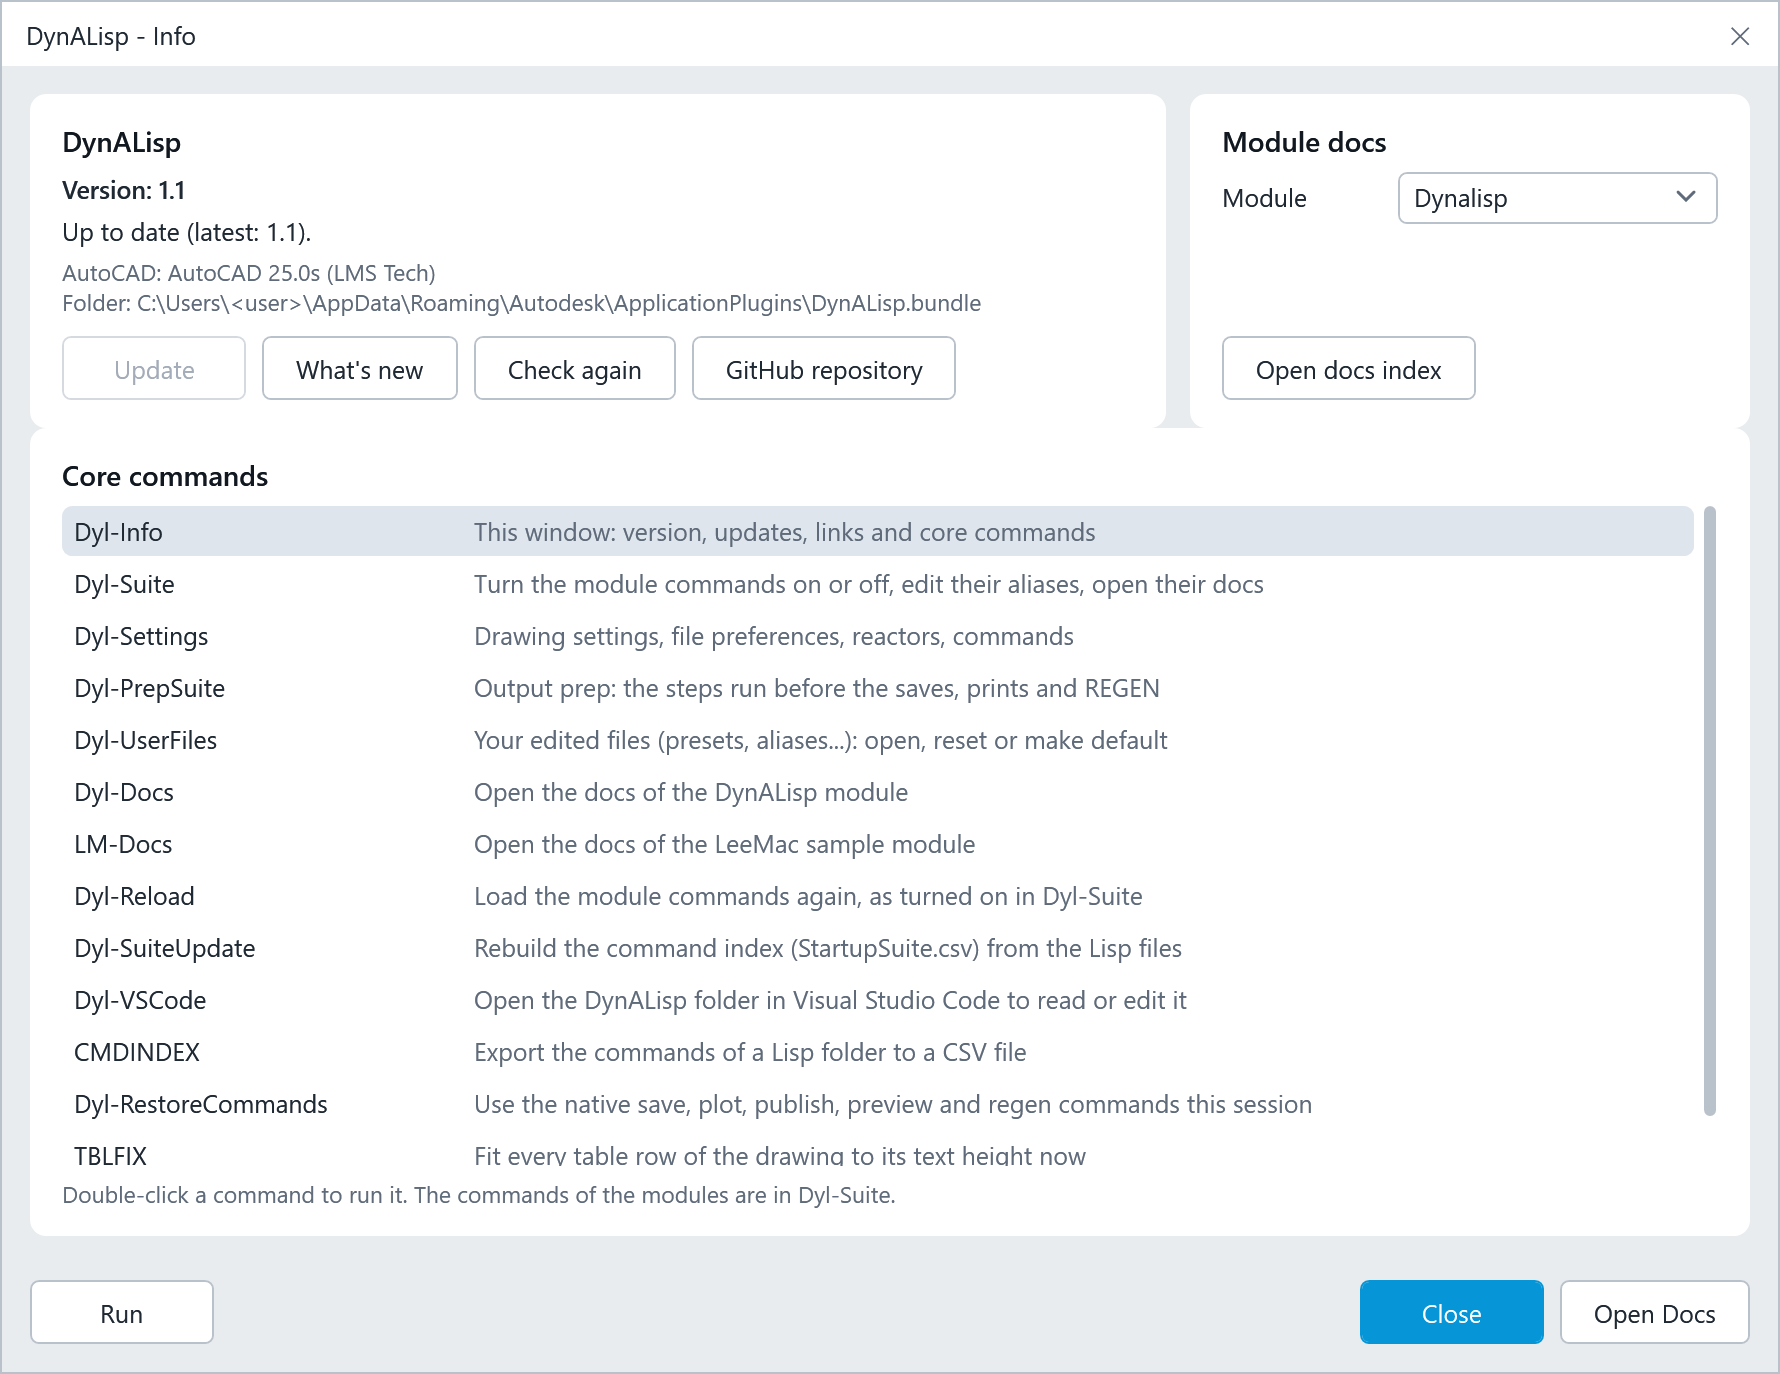 DynALisp - Info
DynALisp
Version: 1.1
Up to date (latest: 1.1).
AutoCAD: AutoCAD 25.0s (LMS Tech)
Folder: C:\Users\<user>\AppData\Roaming\Autodesk\ApplicationPlugins\DynALisp.bundle
Update What's new Check again GitHub repository
Module docs
Module Dynalisp
Open docs index
Core commands
Dyl-Info This window: version, updates, links and core commands
Dyl-Suite Turn the module commands on or off, edit their aliases, open their docs
Dyl-Settings Drawing settings, file preferences, reactors, commands
Dyl-PrepSuite Output prep: the steps run before the saves, prints and REGEN
Dyl-UserFiles Your edited files (presets, aliases...): open, reset or make default
Dyl-Docs Open the docs of the DynALisp module
LM-Docs Open the docs of the LeeMac sample module
Dyl-Reload Load the module commands again, as turned on in Dyl-Suite
Dyl-SuiteUpdate Rebuild the command index (StartupSuite.csv) from the Lisp files
Dyl-VSCode Open the DynALisp folder in Visual Studio Code to read or edit it
CMDINDEX Export the commands of a Lisp folder to a CSV file
Dyl-RestoreCommands Use the native save, plot, publish, preview and regen commands this session
TBLFIX Fit every table row of the drawing to its text height now
Double-click a command to run it. The commands of the modules are in Dyl-Suite.
Run Close Open Docs